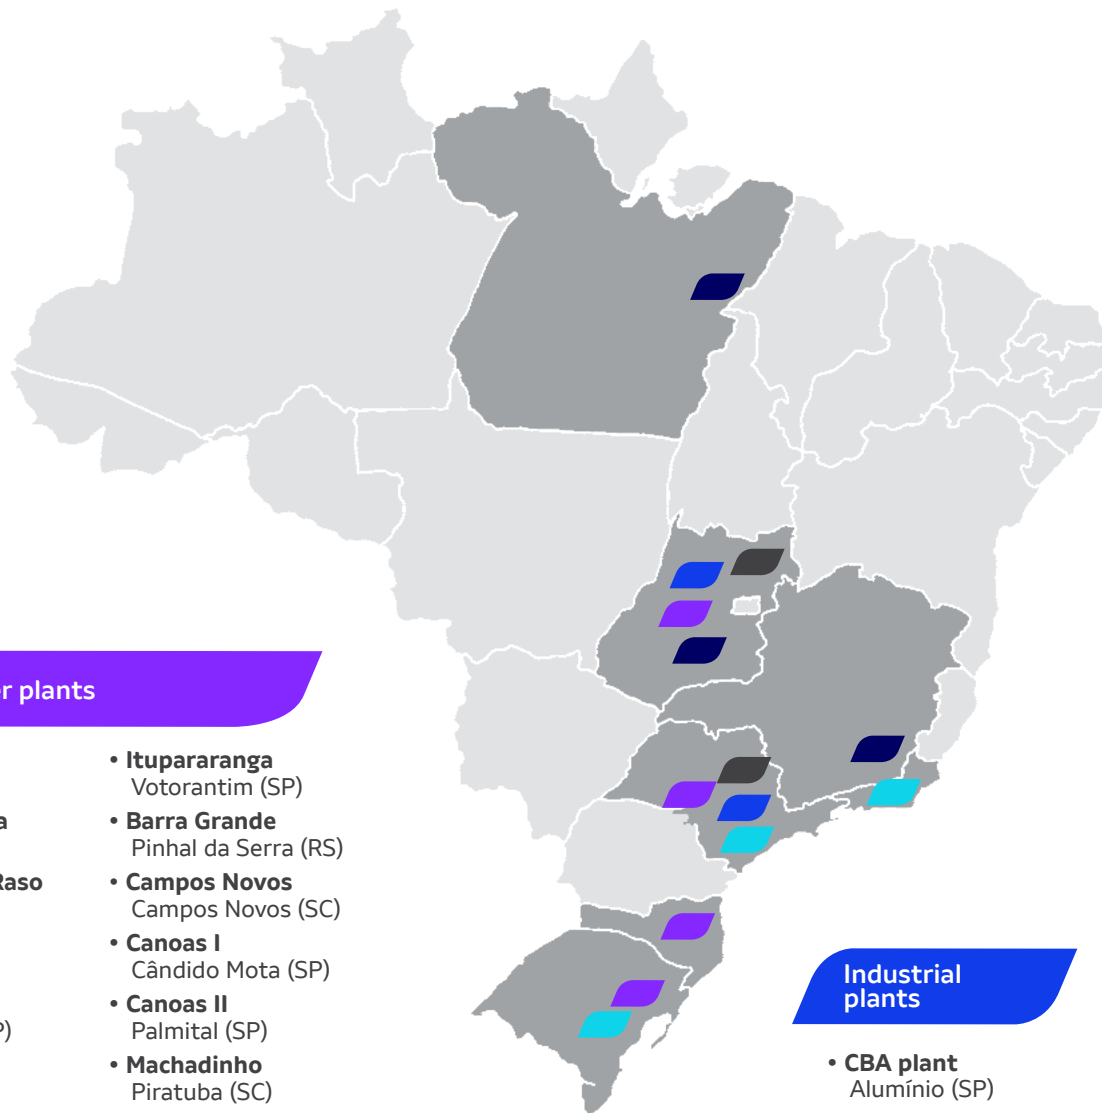 er plants
a
Raso
P)
• Itupararanga
Votorantim (SP)
• Barra Grande
Pinhal da Serra (RS)
• Campos Novos
Campos Novos (SC)
• Canoas I
Cândido Mota (SP)
• Canoas II
Palmital (SP)
• Machadinho
Piratuba (SC)
Industrial
plants
• CBA plant
Alumínio (SP)